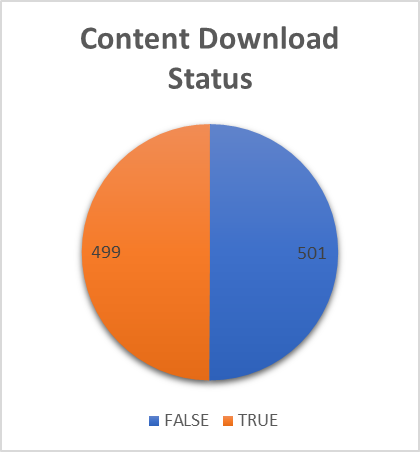 Content Download
Status
499
501
FALSE TRUE